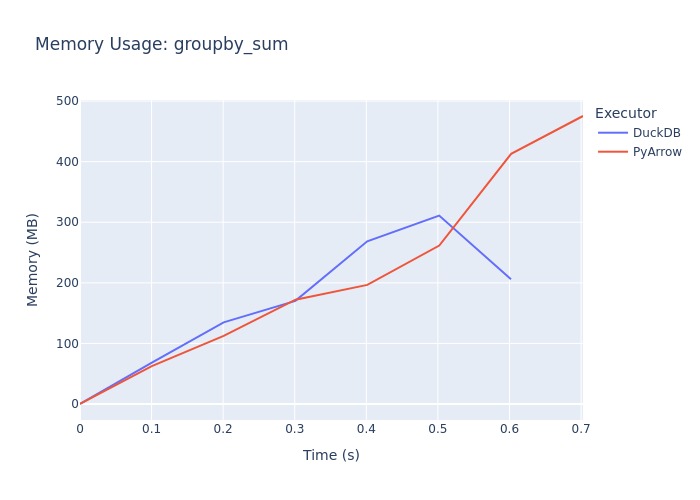 Memory Usage: groupby_sum
Executor
DuckDB
PyArrow
Memory (MB)
500
400
300
200
100
0
0 0.1 0.2 0.3 0.4 0.5 0.6 0.7
Time (s)